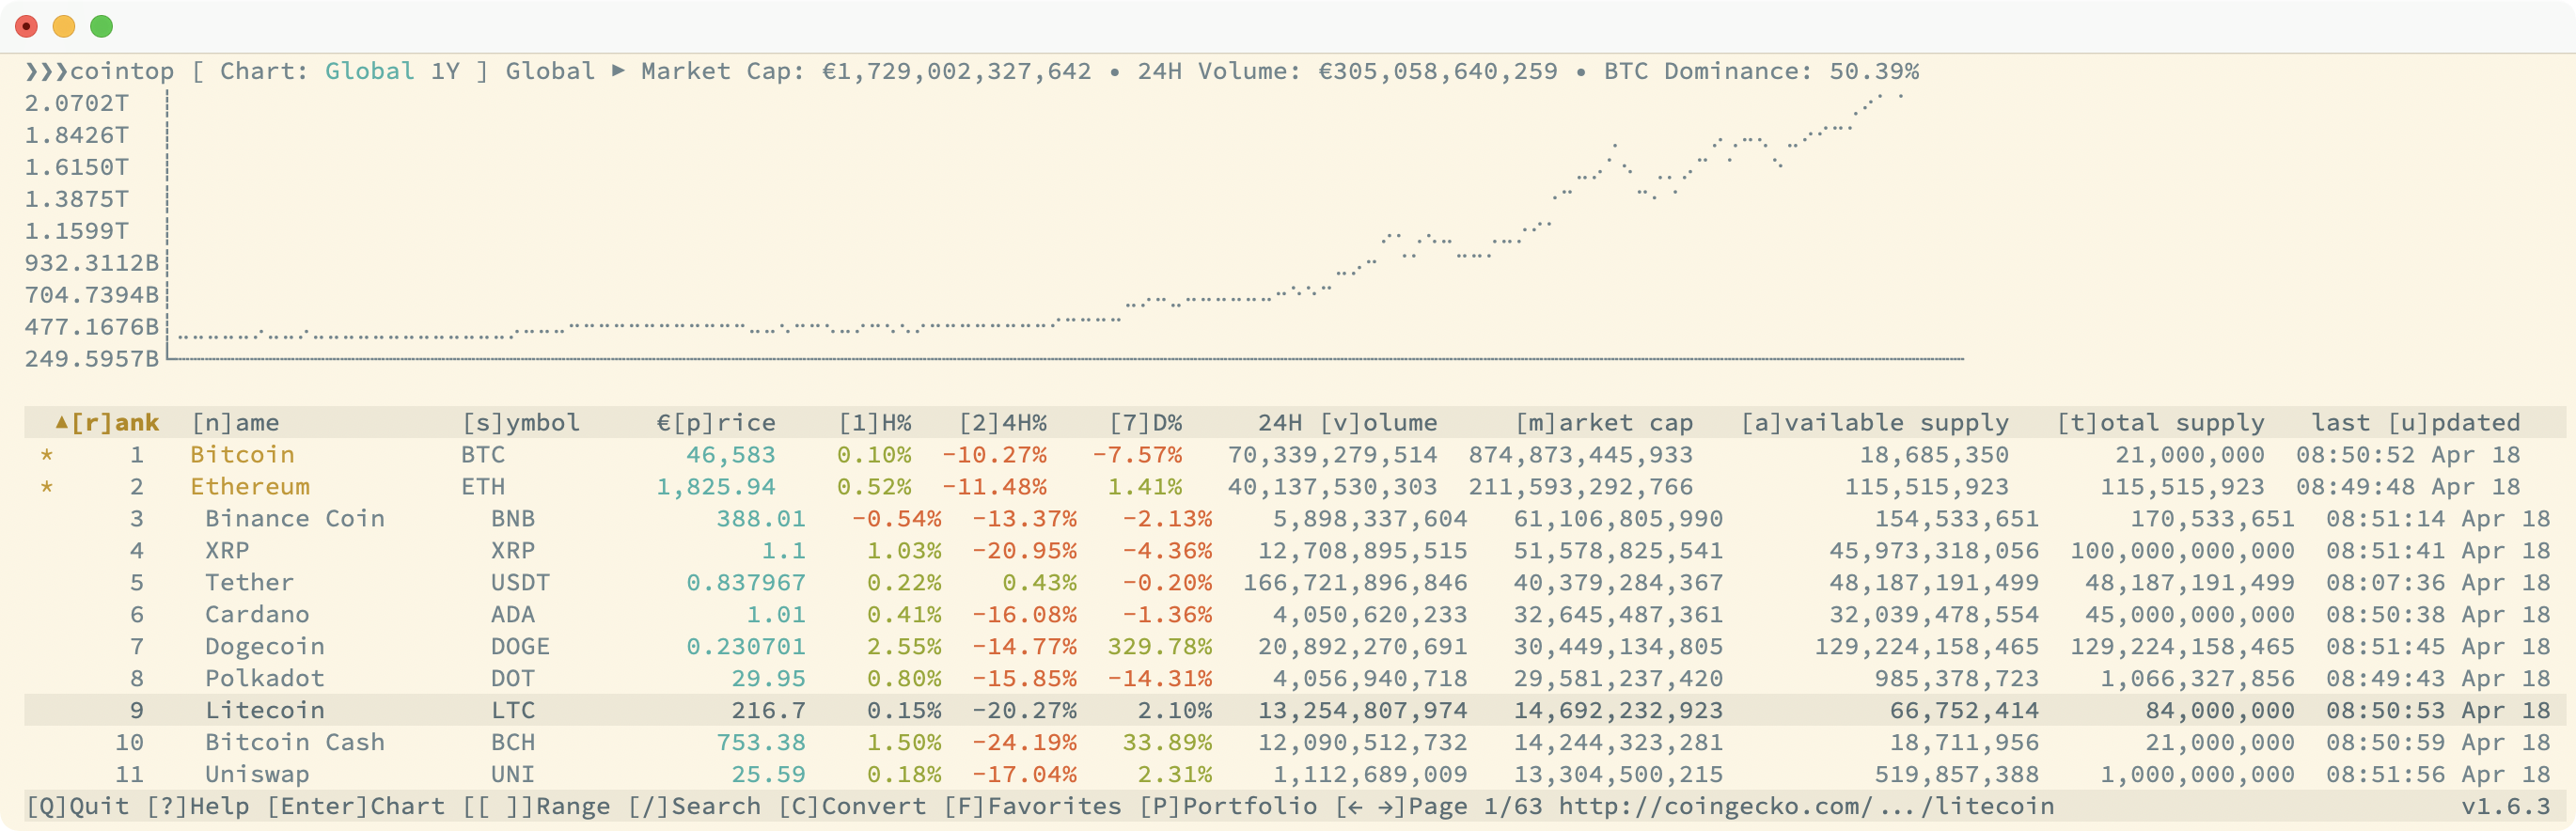 ❯❯❯cointop [ Chart: Global 1Y ] Global ▶ Market Cap: €1,729,002,327,642 • 24H Volume: €305,058,640,259 • BTC Dominance: 50.39%
2.0702T
1.8426T
1.6150T
1.3875T
1.1599T
932.3112B
704.7394B
477.1676B
249.5957B
▲[r]ank [n]ame [s]ymbol €[p]rice [1]H% [2]4H% [7]D% 24H [v]olume [m]arket cap [a]vailable supply [t]otal supply last [u]pdated
* 1 Bitcoin BTC 46,583 0.10% -10.27% -7.57% 70,339,279,514 874,873,445,933 18,685,350 21,000,000 08:50:52 Apr 18
* 2 Ethereum ETH 1,825.94 0.52% -11.48% 1.41% 40,137,530,303 211,593,292,766 115,515,923 115,515,923 08:49:48 Apr 18
3 Binance Coin BNB 388.01 -0.54% -13.37% -2.13% 5,898,337,604 61,106,805,990 154,533,651 170,533,651 08:51:14 Apr 18
4 XRP XRP 1.1 1.03% -20.95% -4.36% 12,708,895,515 51,578,825,541 45,973,318,056 100,000,000,000 08:51:41 Apr 18
5 Tether USDT 0.837967 0.22% 0.43% -0.20% 166,721,896,846 40,379,284,367 48,187,191,499 48,187,191,499 08:07:36 Apr 18
6 Cardano ADA 1.01 0.41% -16.08% -1.36% 4,050,620,233 32,645,487,361 32,039,478,554 45,000,000,000 08:50:38 Apr 18
7 Dogecoin DOGE 0.230701 2.55% -14.77% 329.78% 20,892,270,691 30,449,134,805 129,224,158,465 129,224,158,465 08:51:45 Apr 18
8 Polkadot DOT 29.95 0.80% -15.85% -14.31% 4,056,940,718 29,581,237,420 985,378,723 1,066,327,856 08:49:43 Apr 18
9 Litecoin LTC 216.7 0.15% -20.27% 2.10% 13,254,807,974 14,692,232,923 66,752,414 84,000,000 08:50:53 Apr 18
10 Bitcoin Cash BCH 753.38 1.50% -24.19% 33.89% 12,090,512,732 14,244,323,281 18,711,956 21,000,000 08:50:59 Apr 18
11 Uniswap UNI 25.59 0.18% -17.04% 2.31% 1,112,689,009 13,304,500,215 519,857,388 1,000,000,000 08:51:56 Apr 18
[Q]Quit [?]Help [Enter]Chart [[ ]]Range [/]Search [C]Convert [F]Favorites [P]Portfolio [← →]Page 1/63 http://coingecko.com/.../litecoin v1.6.3